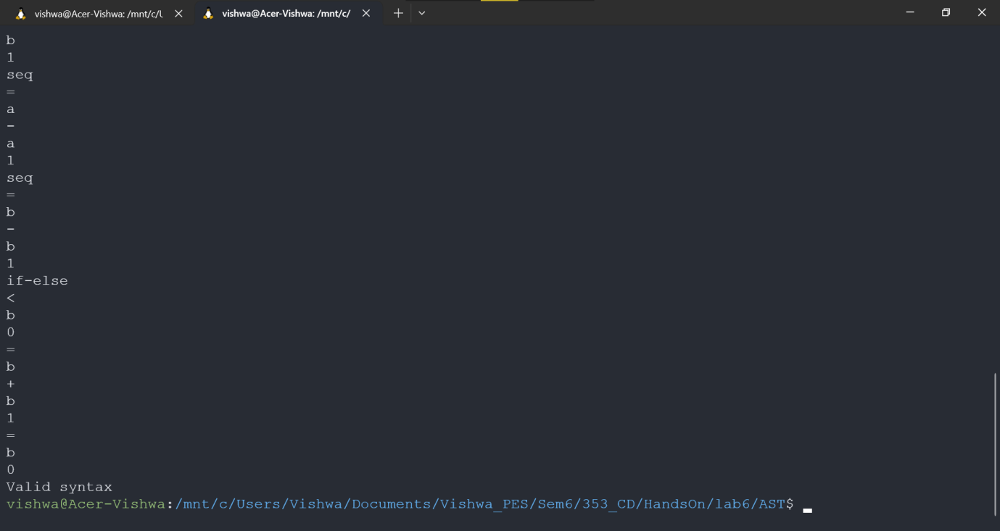 vishwa@Acer-Vishwa: /mnt/c/U
vishwa@Acer-Vishwa: /mnt/c/
b
1
seq
=
a
-
a
1
seq
=
b
-
b
1
if-else
<
b
0
=
b
+
b
1
=
b
0
Valid syntax
vishwa@Acer-Vishwa:/mnt/c/Users/Vishwa/Documents/Vishwa_PES/Sem6/353_CD/HandsOn/lab6/AST$